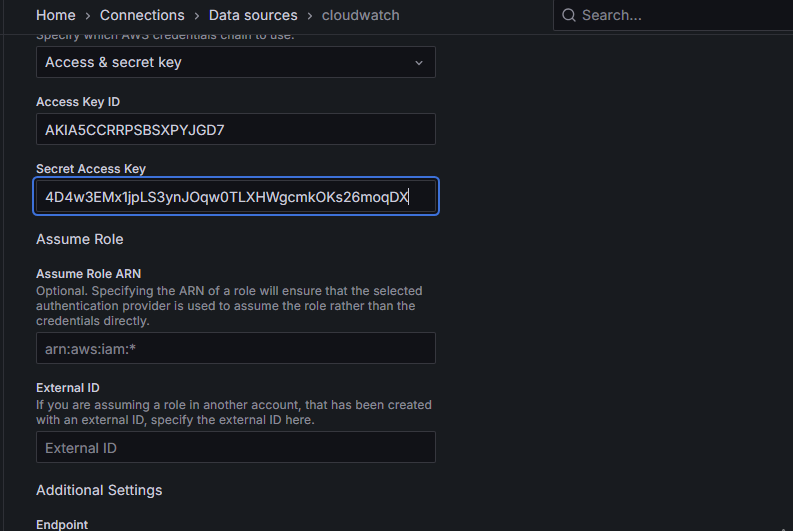 Home > Connections > Data sources > cloudwatch
Search...
Specify which AWS credentials chain to use.
Access & secret key
Access Key ID
AKIA5CCRRPSBSXPYJGD7
Secret Access Key
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
Assume Role
Assume Role ARN
Optional. Specifying the ARN of a role will ensure that the selected
authentication provider is used to assume the role rather than the
credentials directly.
arn:aws:iam:*
External ID
If you are assuming a role in another account, that has been created
with an external ID, specify the external ID here.
External ID
Additional Settings
Endpoint